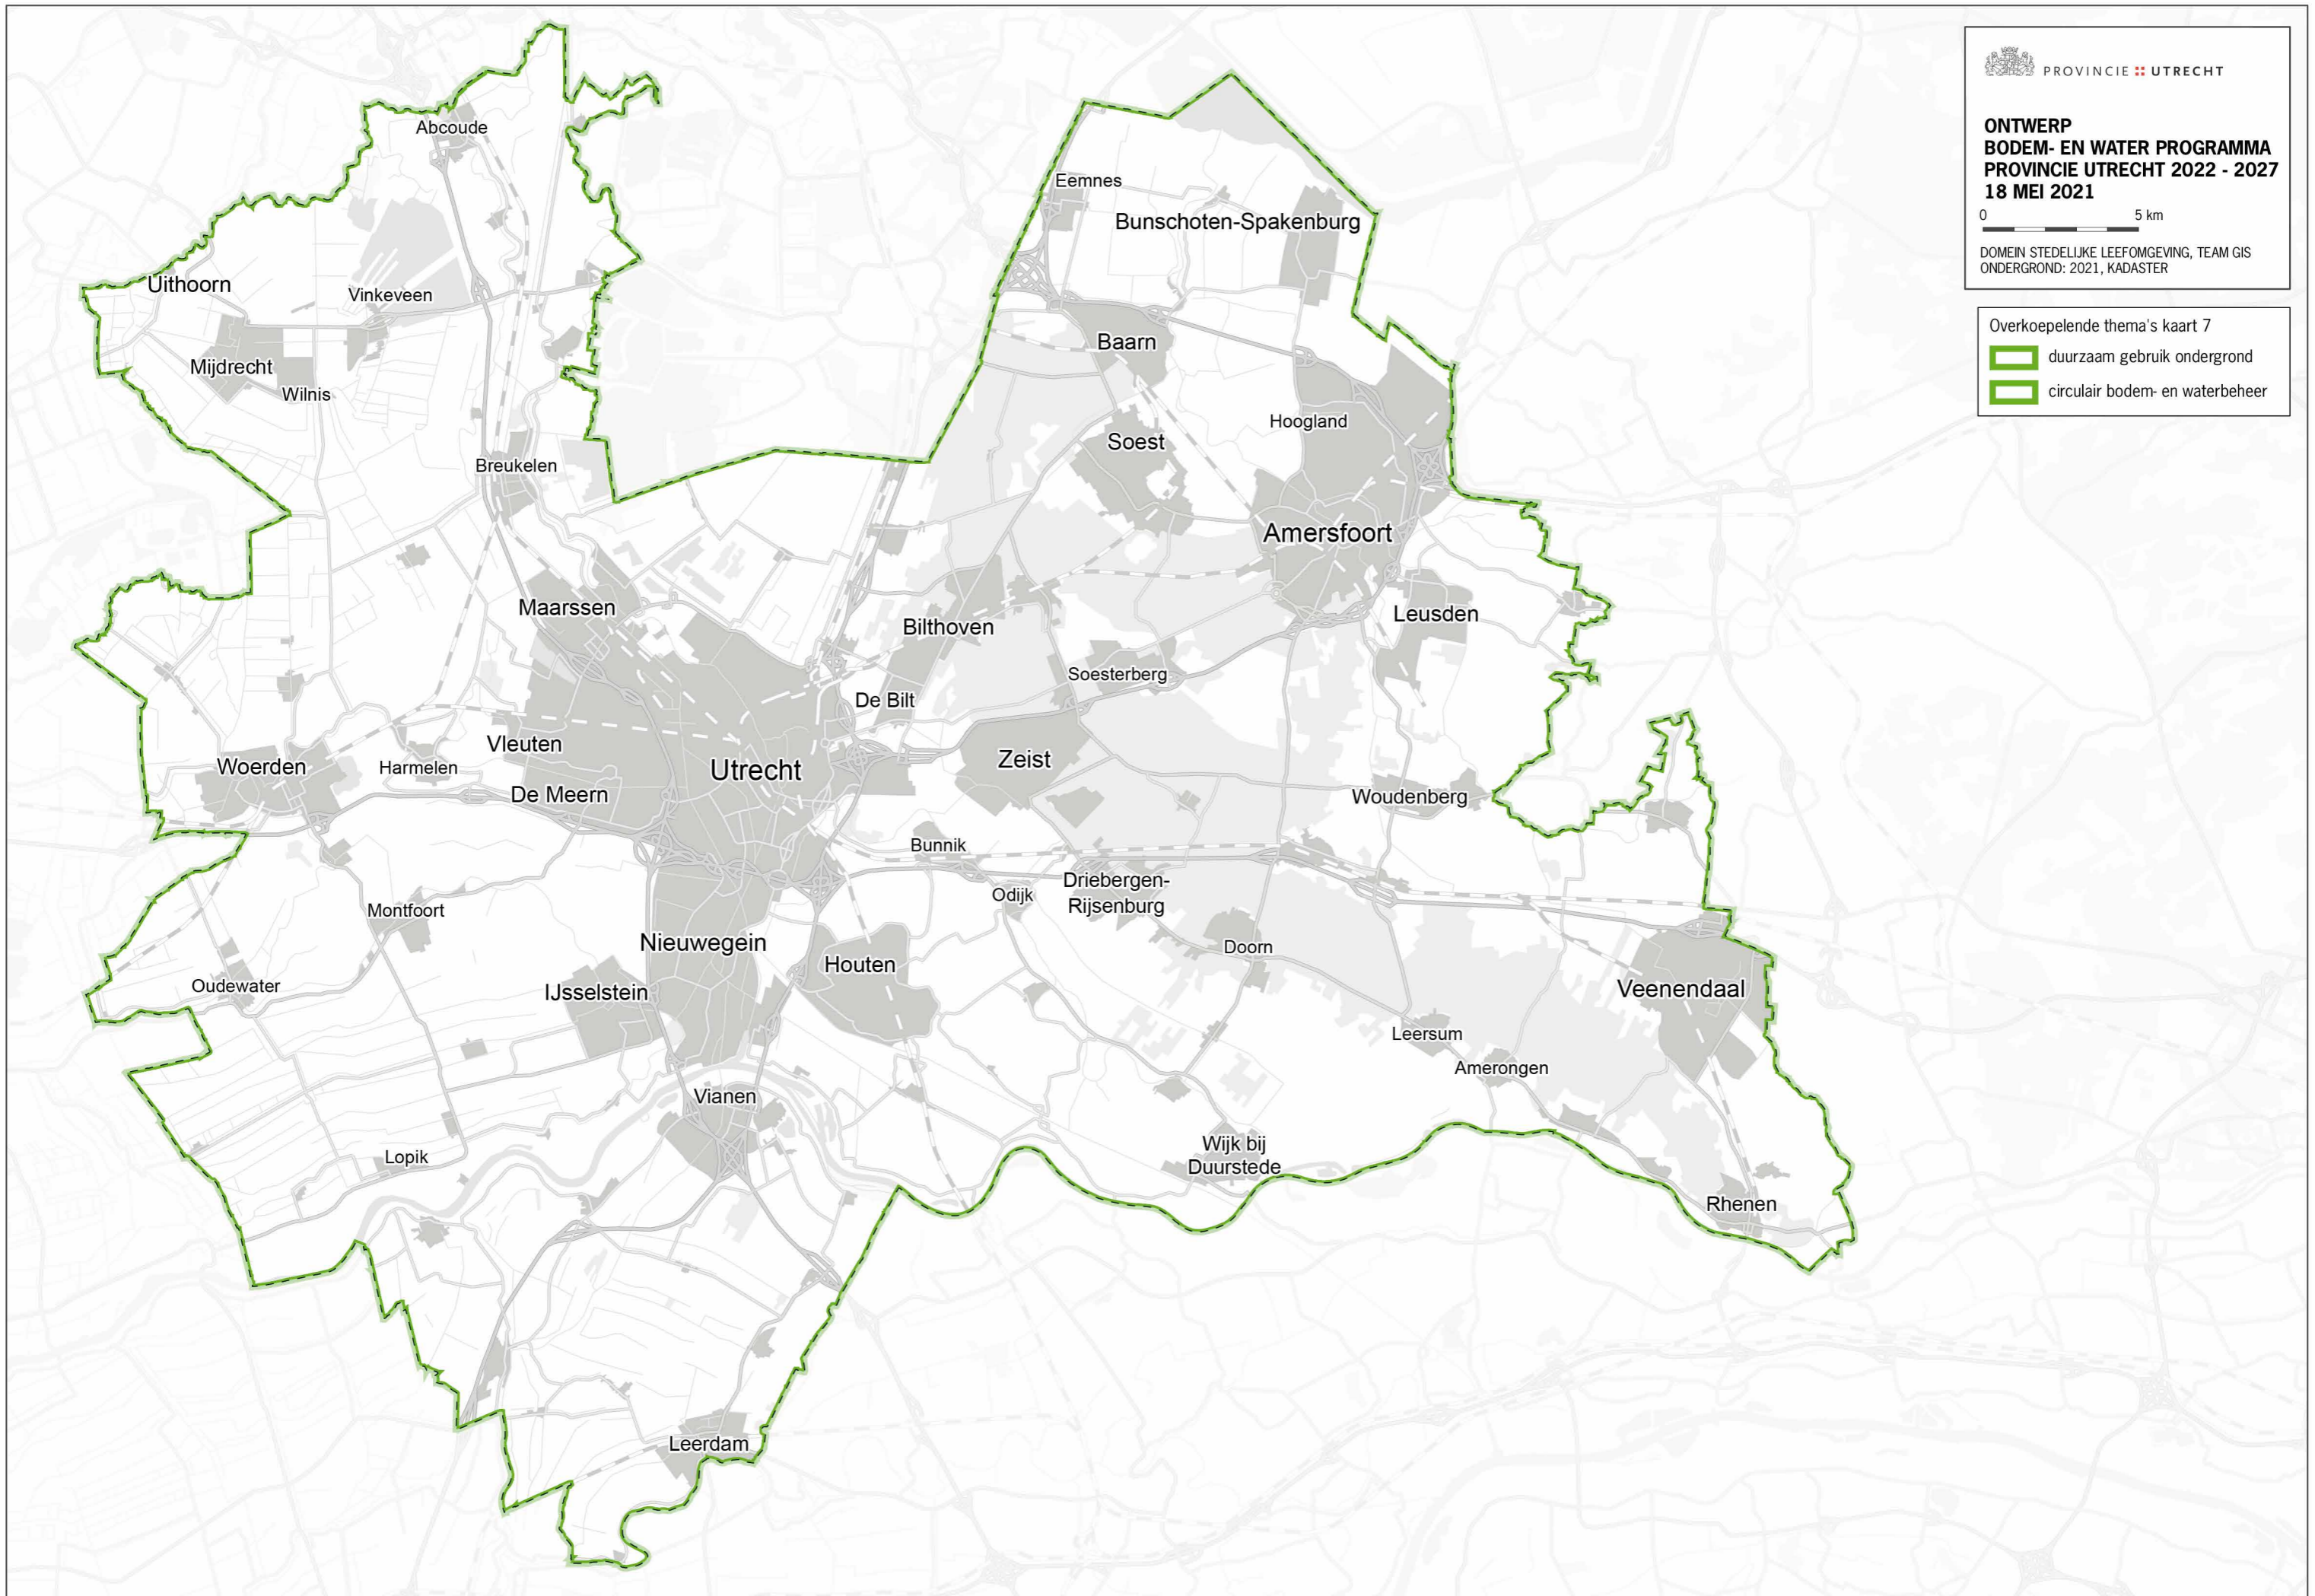 PROVINCIE UTRECHT
ONTWERP
BODEM- EN WATER PROGRAMMA
PROVINCIE UTRECHT 2022 - 2027
18 MEI 2021
0 5 km
DOMEIN STEDELIJKE LEEFOMGEVING, TEAM GIS
ONDERGROND: 2021, KADASTER
Overkoepelende thema's kaart 7
duurzaam gebruik ondergrond
circulair bodem- en waterbeheer
Abcoude
Eemnes
Bunschoten-Spakenburg
Uithoorn
Vinkeveen
Baarn
Mijdrecht
Wilnis
Hoogland
Soest
Breukelen
Amersfoort
Maarssen
Leusden
Bilthoven
Soesterberg
De Bilt
Vleuten
Zeist
Woerden
Harmelen
Utrecht
De Meern
Woudenberg
Bunnik
Driebergen-
Rijsenburg
Odijk
Montfoort
Nieuwegein
Doorn
Houten
Oudewater
IJsselstein
Veenendaal
Leersum
Amerongen
Vianen
Wijk bij
Duurstede
Lopik
Rhenen
Leerdam